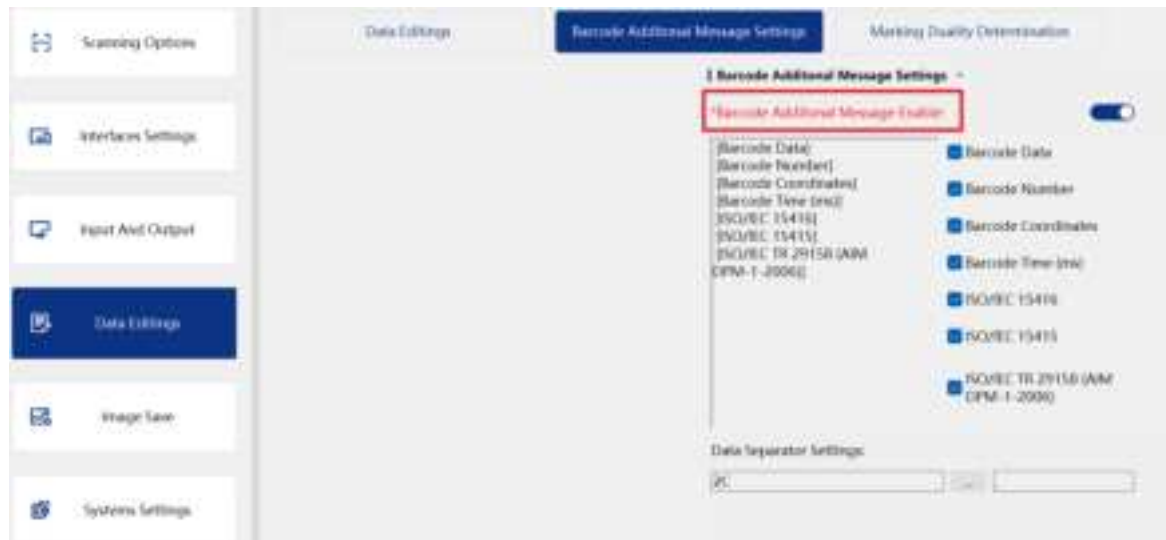 Scanning Options
Interfaces Settings
Input And Output
Data Editings
Image Save
Systems Settings
Data Editings
Barcode Additional Message Settings
Marking Quality Determination
Barcode Additonal Message Settings
*Barcode Additional Message Enable
[Barcode Data]
[Barcode Number]
[Barcode Coordinates]
[Barcode Time (ms)]
[ISO/IEC 15416]
[ISO/IEC 15415]
[ISO/IEC TR 29158 (AIM
DPM-1-2006)]
Barcode Data
Barcode Number
Barcode Coordinates
Barcode Time (ms)
ISO/IEC 15416
ISO/IEC 15415
ISO/IEC TR 29158 (AIM
DPM-1-2006)
Data Separator Settings
...